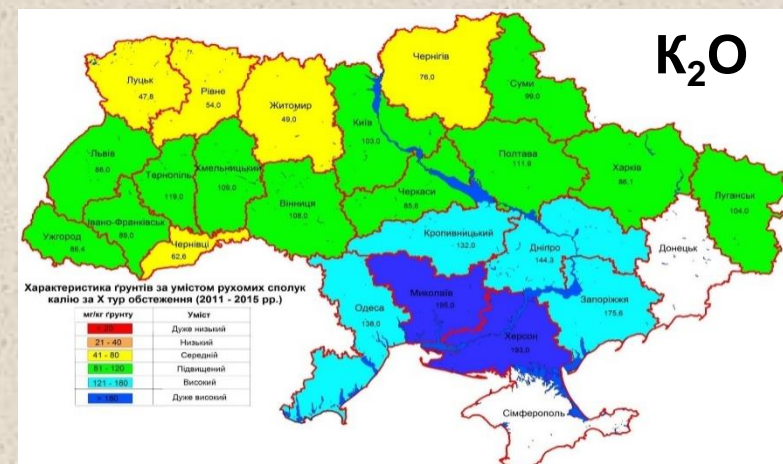 K₂O
Чернігів
76,0
Луцьк
47,8
Рівне
54,0
Житомир
49,0
Київ
103,0
Суми
99,0
Львів
88,0
Тернопіль
119,0
Хмельницький
109,0
Вінниця
108,0
Черкаси
85,8
Полтава
111,9
Харків
86,1
Луганськ
104,0
Ужгород
86,4
Івано-Франківськ
89,0
Чернівці
62,6
Кропивницький
132,0
Дніпро
144,3
Донецьк
Одеса
136,0
Миколаїв
Запоріжжя
175,6
Херсон
193,0
Сімферополь
Характеристика ґрунтів за умістом рухомих сполук
калію за X тур обстеження (2011 - 2015 рр.)
мг/кг ґрунту Уміст
Дуже низький
21 - 40 Низький
41 - 80 Середній
81 - 120 Підвищений
121 - 180 Високий
> 180 Дуже високий